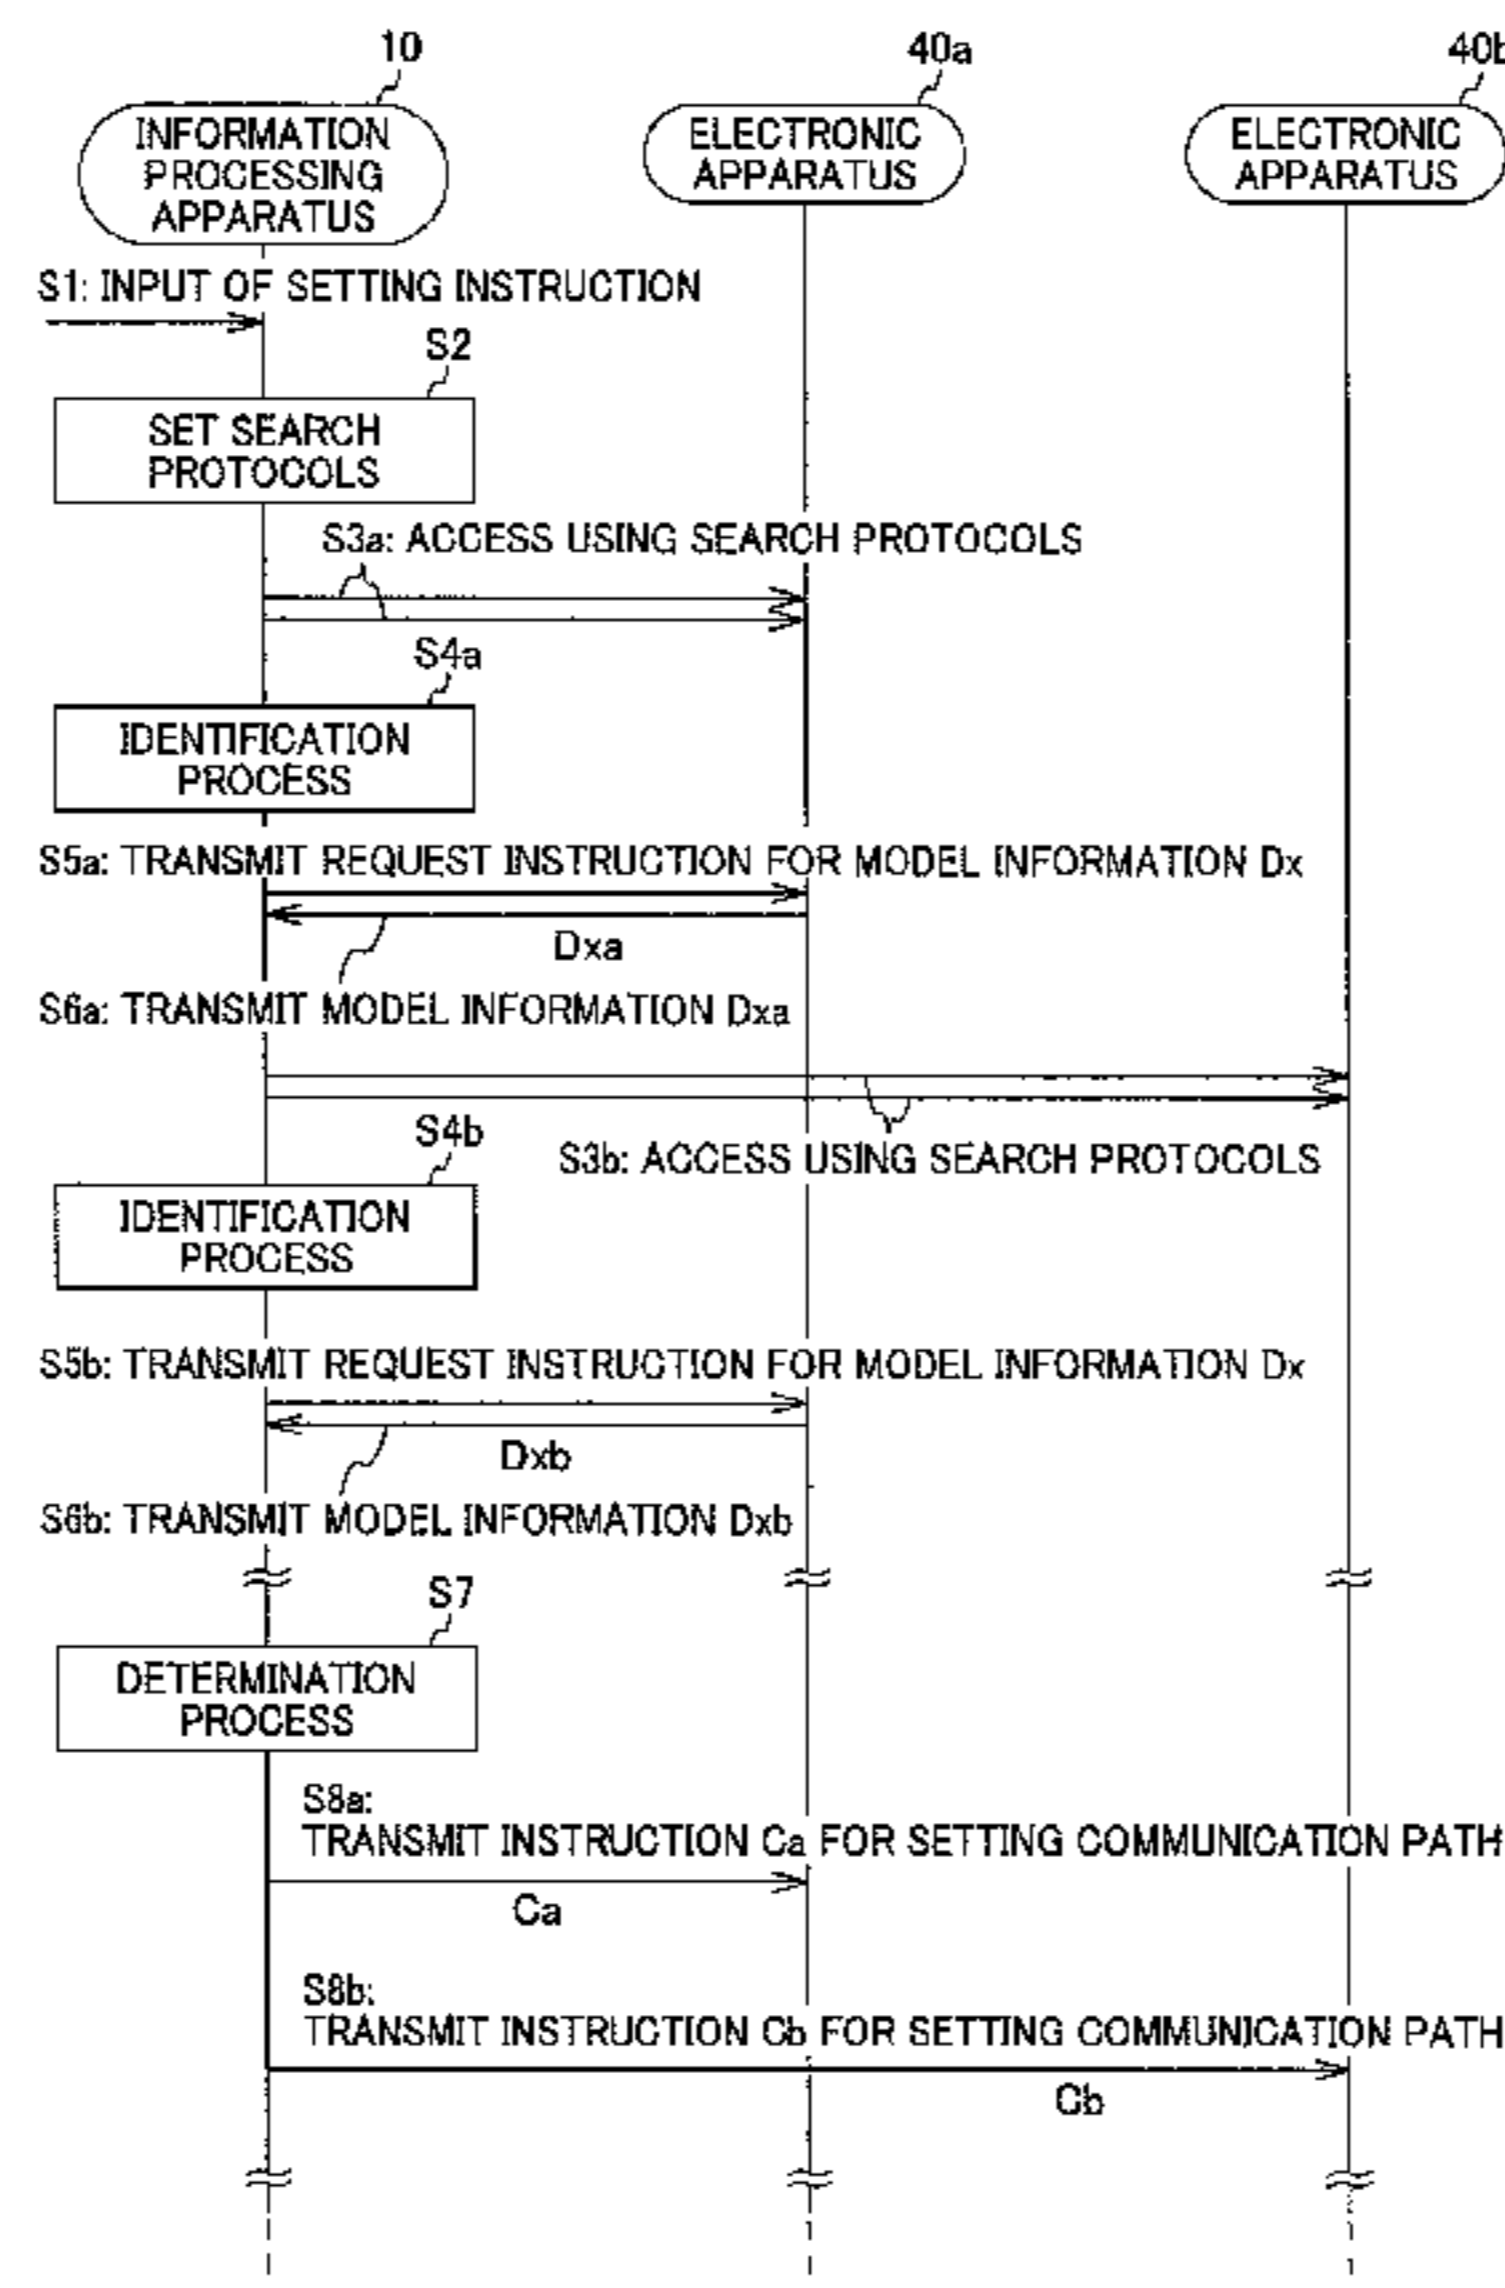 10
40a
40b
INFORMATION
PROCESSING
APPARATUS
ELECTRONIC
APPARATUS
ELECTRONIC
APPARATUS
S1: INPUT OF SETTING INSTRUCTION
S2
SET SEARCH
PROTOCOLS
S3a: ACCESS USING SEARCH PROTOCOLS
S4a
IDENTIFICATION
PROCESS
S5a: TRANSMIT REQUEST INSTRUCTION FOR MODEL INFORMATION Dx
Dxa
S6a: TRANSMIT MODEL INFORMATION Dxa
S4b
S3b: ACCESS USING SEARCH PROTOCOLS
IDENTIFICATION
PROCESS
S5b: TRANSMIT REQUEST INSTRUCTION FOR MODEL INFORMATION Dx
Dxb
S6b: TRANSMIT MODEL INFORMATION Dxb
S7
DETERMINATION
PROCESS
S8a:
TRANSMIT INSTRUCTION Ca FOR SETTING COMMUNICATION PATH
Ca
S8b:
TRANSMIT INSTRUCTION Cb FOR SETTING COMMUNICATION PATH
Cb